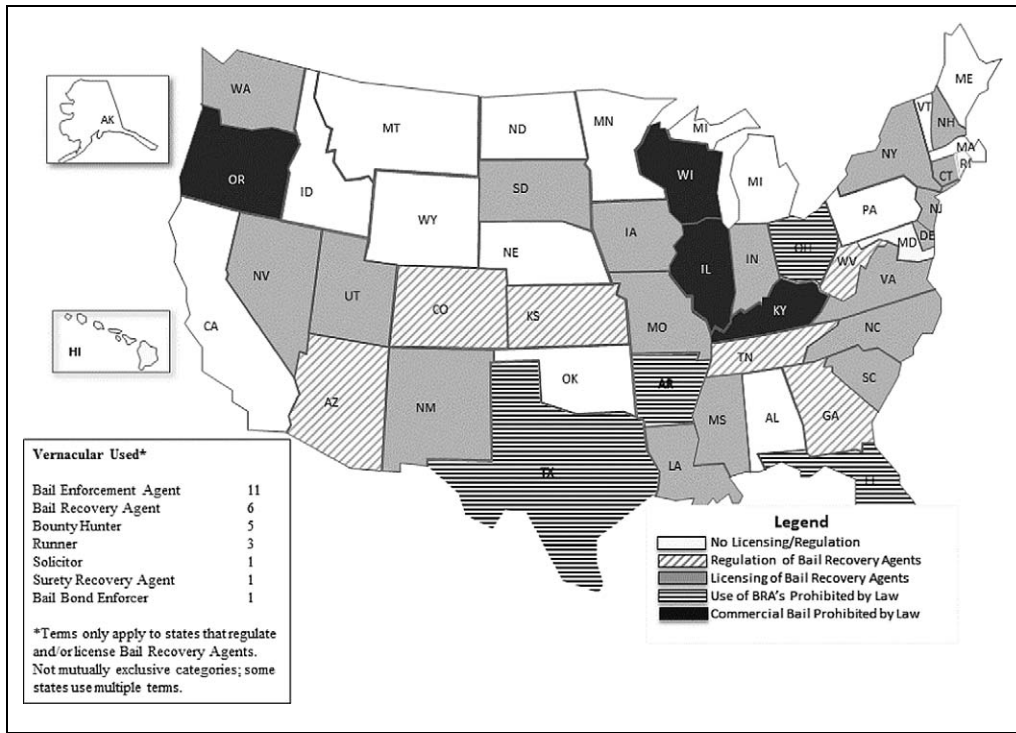 ME
WA
VT
NH
MT
ND
MN
MI
AK
MA
NY
RI
OR
WI
CT
ID
SD
MI
WY
PA
NJ
IA
OH
DE
NE
MD
IN
WV
NV
IL
VA
UT
CO
CA
KS
MO
KY
HI
NC
TN
OK
AR
SC
AZ
NM
MS
AL
GA
TX
LA
FL
Vernacular Used*
Bail Enforcement Agent 11
Bail Recovery Agent 6
Bounty Hunter 5
Runner 3
Solicitor 1
Surety Recovery Agent 1
Bail Bond Enforcer 1
*Terms only apply to states that regulate
and/or license Bail Recovery Agents.
Not mutually exclusive categories; some
states use multiple terms.
Legend
No Licensing/Regulation
Regulation of Bail Recovery Agents
Licensing of Bail Recovery Agents
Use of BRA's Prohibited by Law
Commercial Bail Prohibited by Law